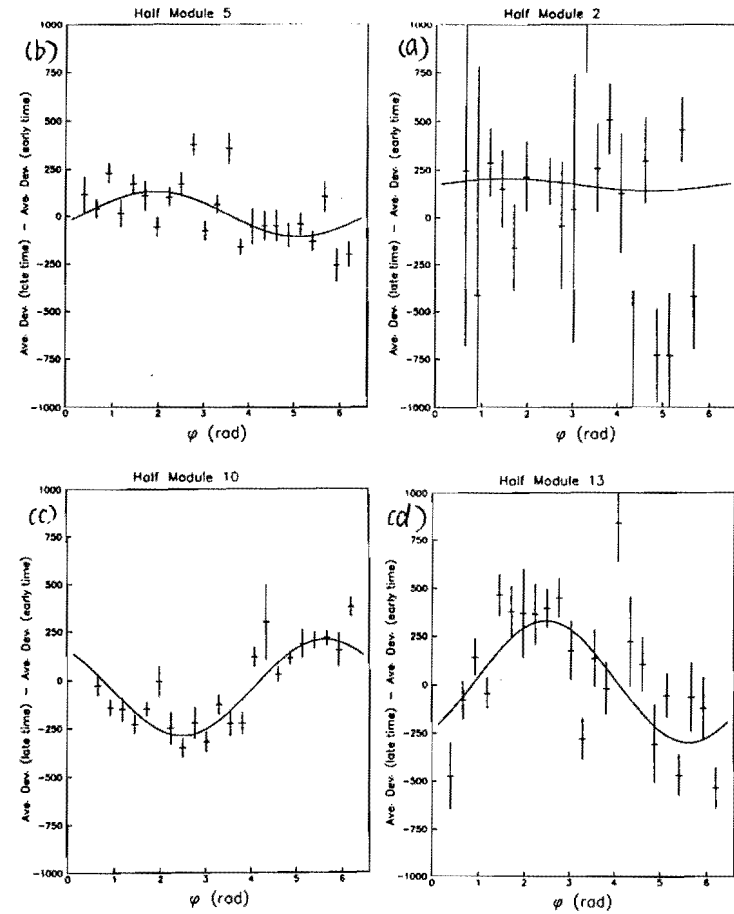 Half Module 5
(b)
1000
750
500
250
0
-250
-500
-750
-1000
Ave. Dev. (late time) - Ave. Dev. (early time)
0 1 2 3 4 5 6
φ (rad)
Half Module 2
(a)
1000
750
500
250
0
-250
-500
-750
-1000
Ave. Dev. (late time) - Ave. Dev. (early time)
0 1 2 3 4 5 6
φ (rad)
Half Module 10
(c)
1000
750
500
250
0
-250
-500
-750
-1000
Ave. Dev. (late time) - Ave. Dev. (early time)
0 1 2 3 4 5 6
φ (rad)
Half Module 13
(d)
1000
750
500
250
0
-250
-500
-750
-1000
Ave. Dev. (late time) - Ave. Dev. (early time)
0 1 2 3 4 5 6
φ (rad)